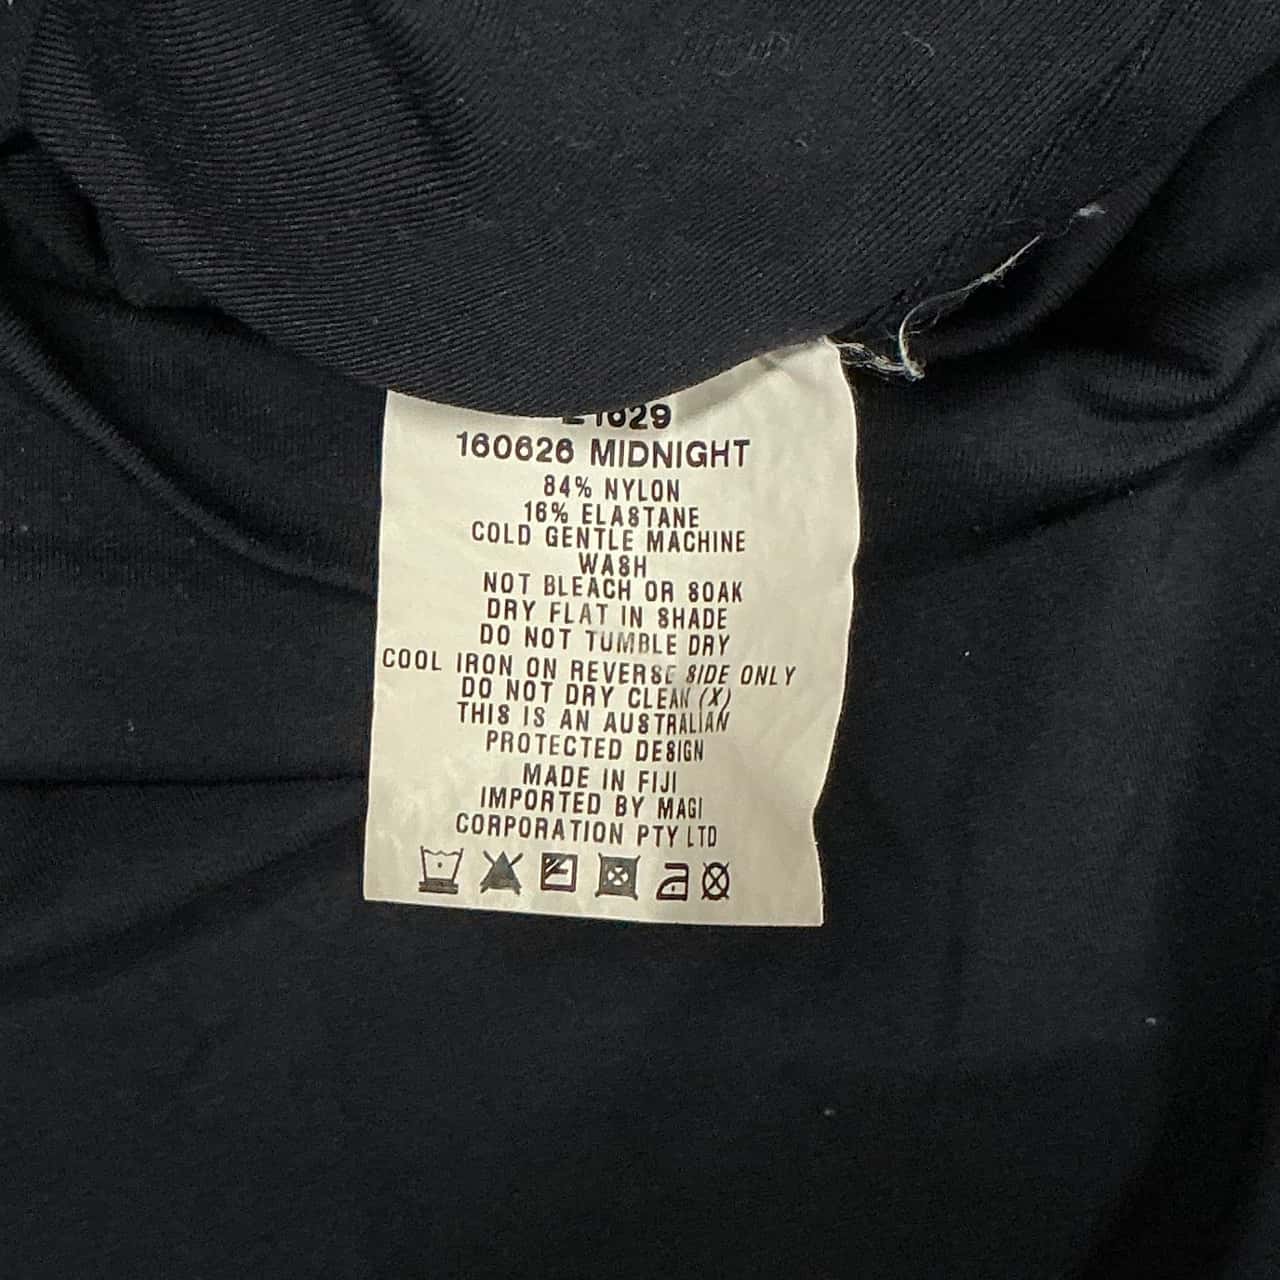 1629
160626 MIDNIGHT
84% NYLON
16% ELASTANE
COLD GENTLE MACHINE
WASH
NOT BLEACH OR SOAK
DRY FLAT IN SHADE
DO NOT TUMBLE DRY
COOL IRON ON REVERSE SIDE ONLY
DO NOT DRY CLEAN (X)
THIS IS AN AUSTRALIAN
PROTECTED DESIGN
MADE IN FIJI
IMPORTED BY MAGI
CORPORATION PTY LTD